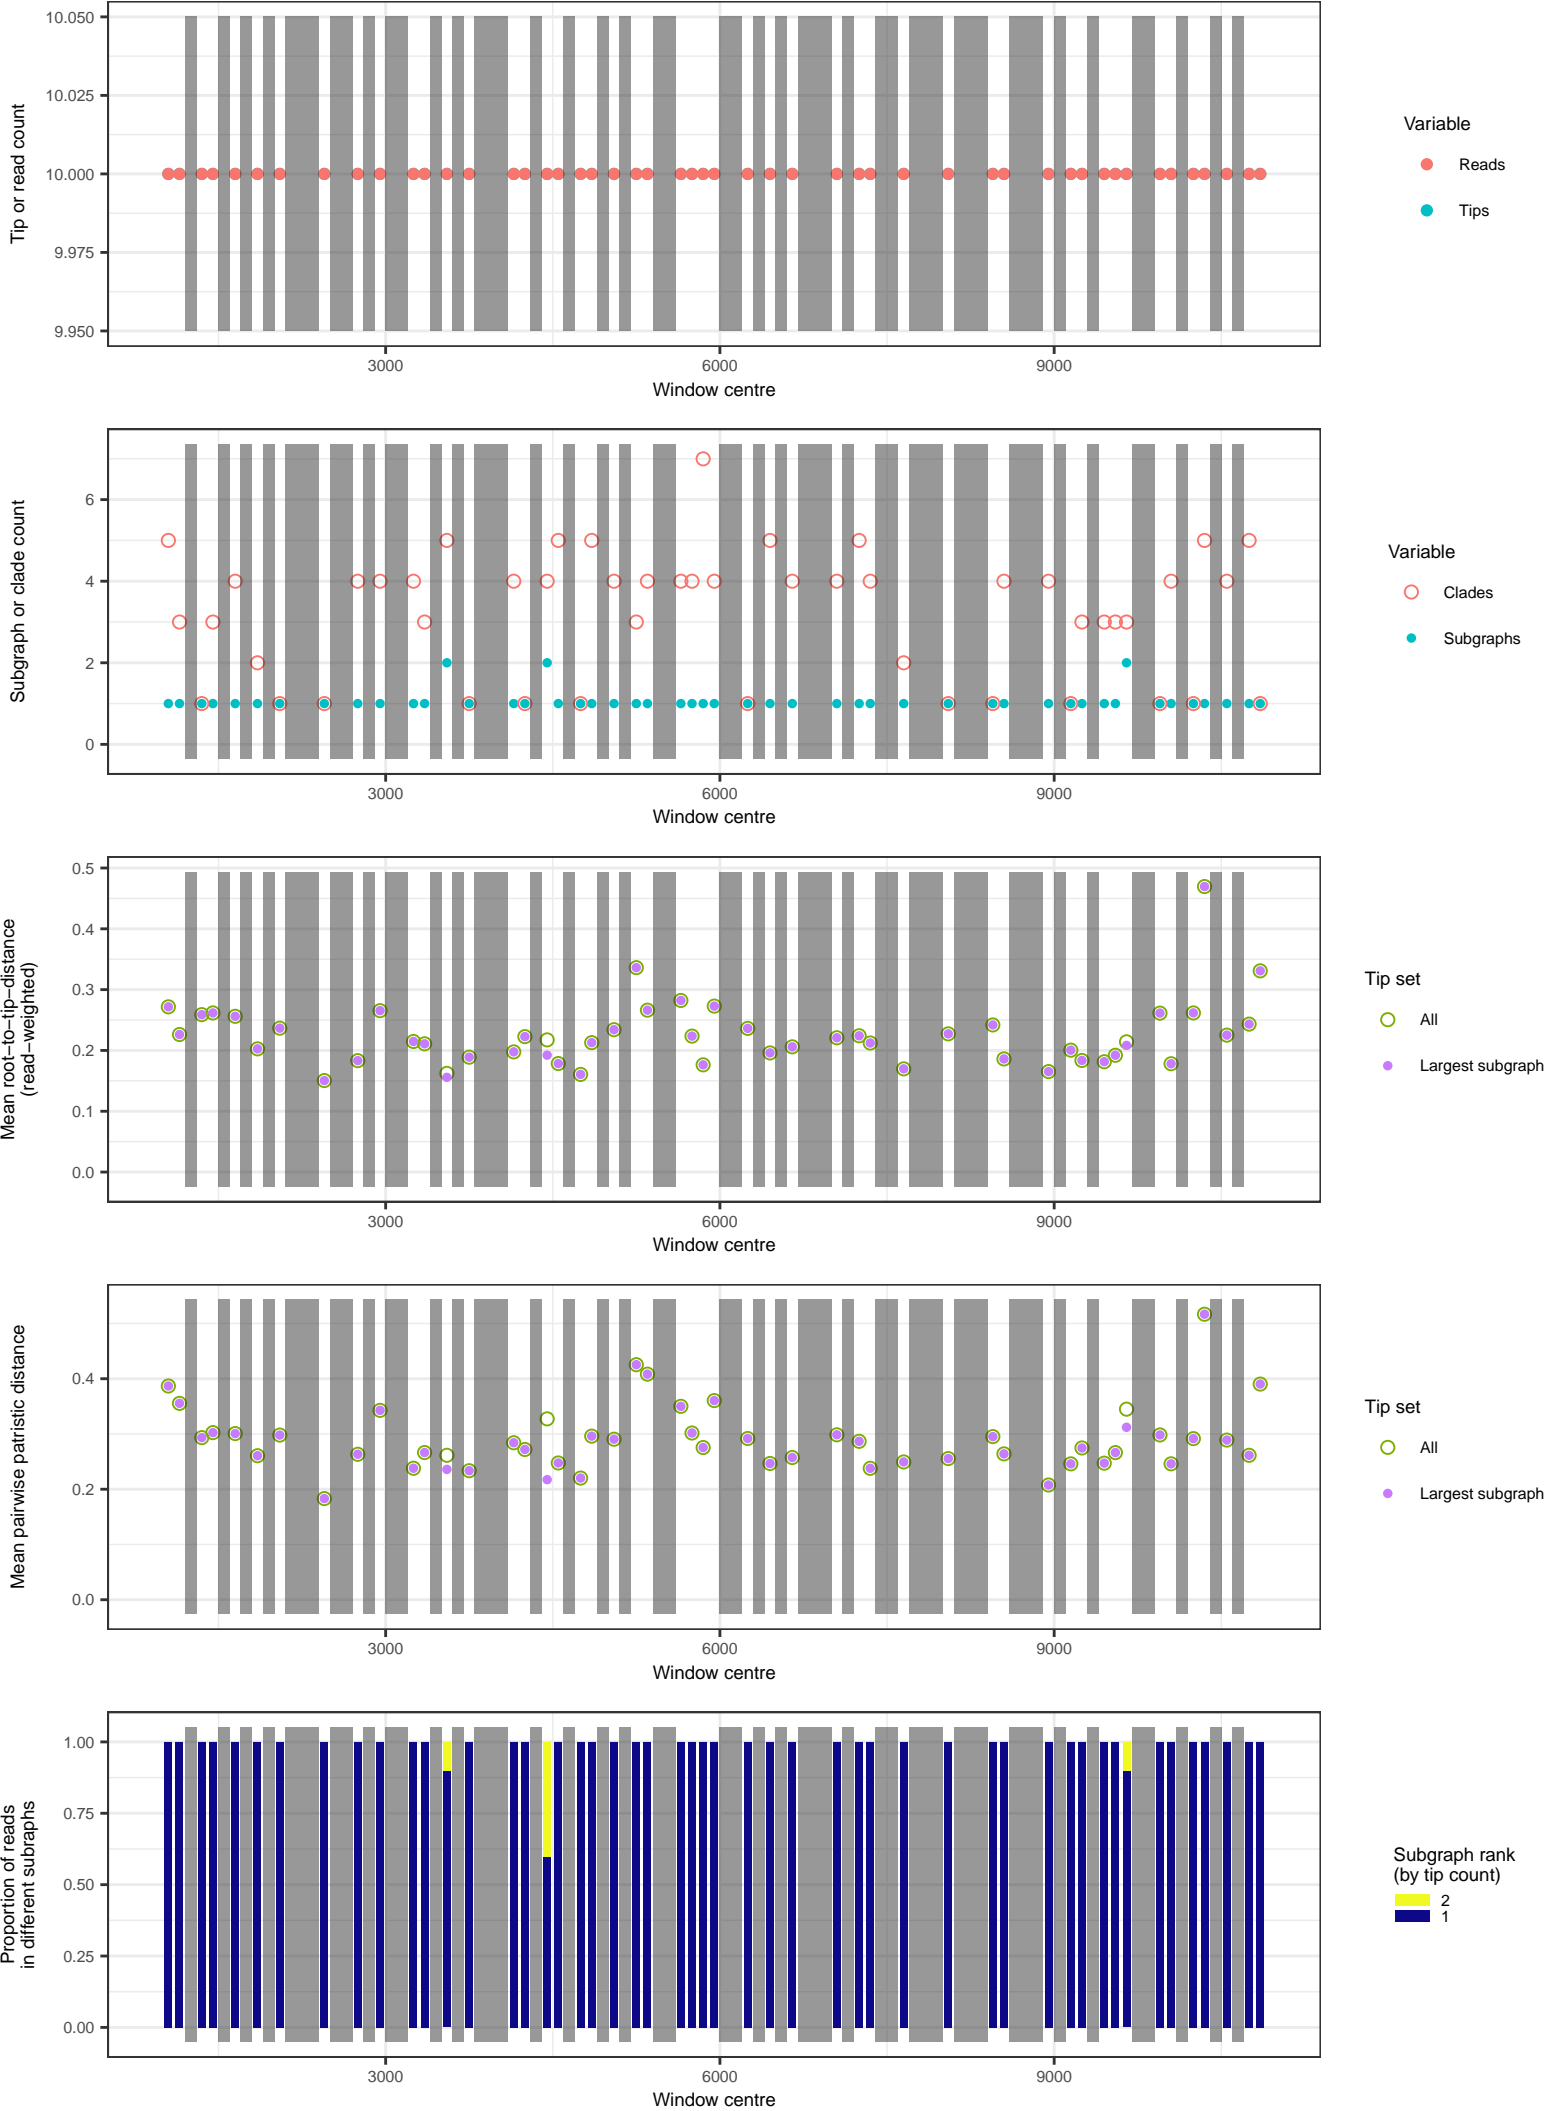 10.050
10.025
10.000
9.975
9.950
Tip or read count
3000
6000
9000
Window centre
Variable
Reads
Tips
6
4
2
0
Subgraph or clade count
3000
6000
9000
Window centre
Variable
Clades
Subgraphs
0.5
0.4
0.3
0.2
0.1
0.0
Mean root−to−tip−distance
(read−weighted)
3000
6000
9000
Window centre
Tip set
All
Largest subgraph
0.4
0.2
0.0
Mean pairwise patristic distance
3000
6000
9000
Window centre
Tip set
All
Largest subgraph
1.00
0.75
0.50
0.25
0.00
Proportion of reads
in different subraphs
3000
6000
9000
Window centre
Subgraph rank
(by tip count)
2
1